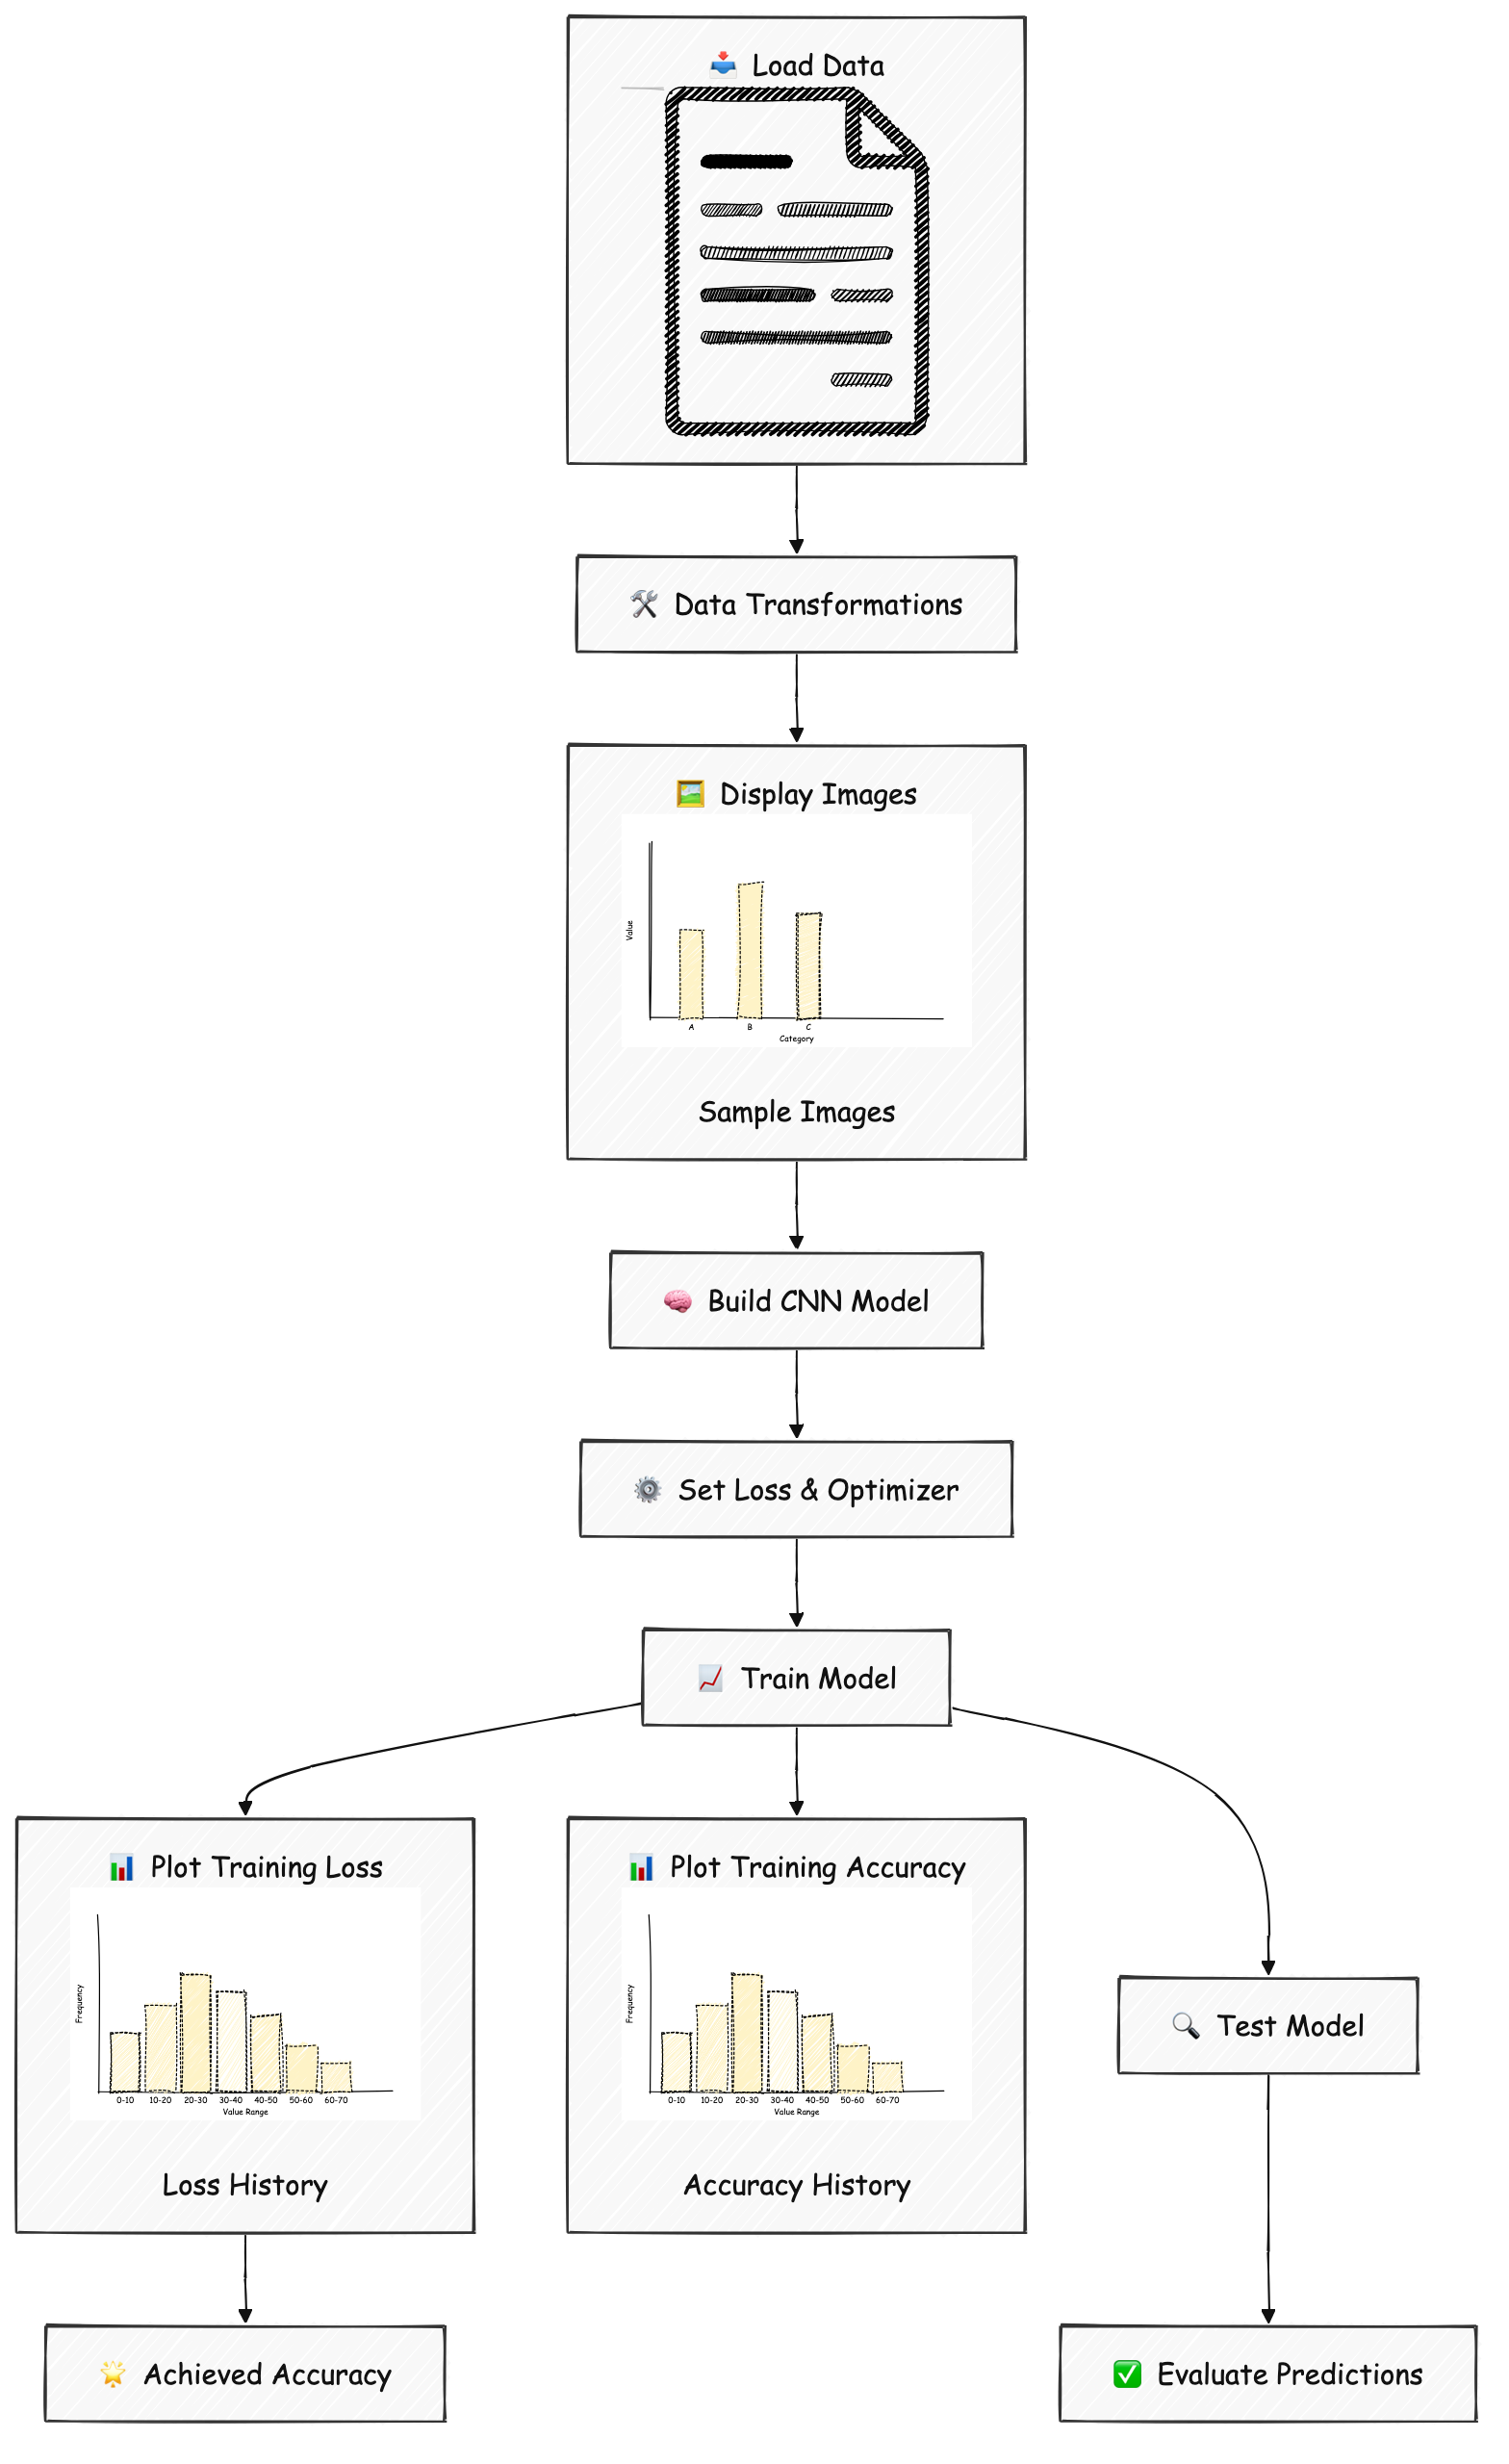 📥 Load Data
🛠️ Data Transformations
🖼️ Display Images
Value
A B C
Category
Sample Images
🧠 Build CNN Model
⚙️ Set Loss & Optimizer
📈 Train Model
📊 Plot Training Loss
Frequency
0-10 10-20 20-30 30-40 40-50 50-60 60-70
Value Range
Loss History
📊 Plot Training Accuracy
Frequency
0-10 10-20 20-30 30-40 40-50 50-60 60-70
Value Range
Accuracy History
🔍 Test Model
🌟 Achieved Accuracy
✅ Evaluate Predictions